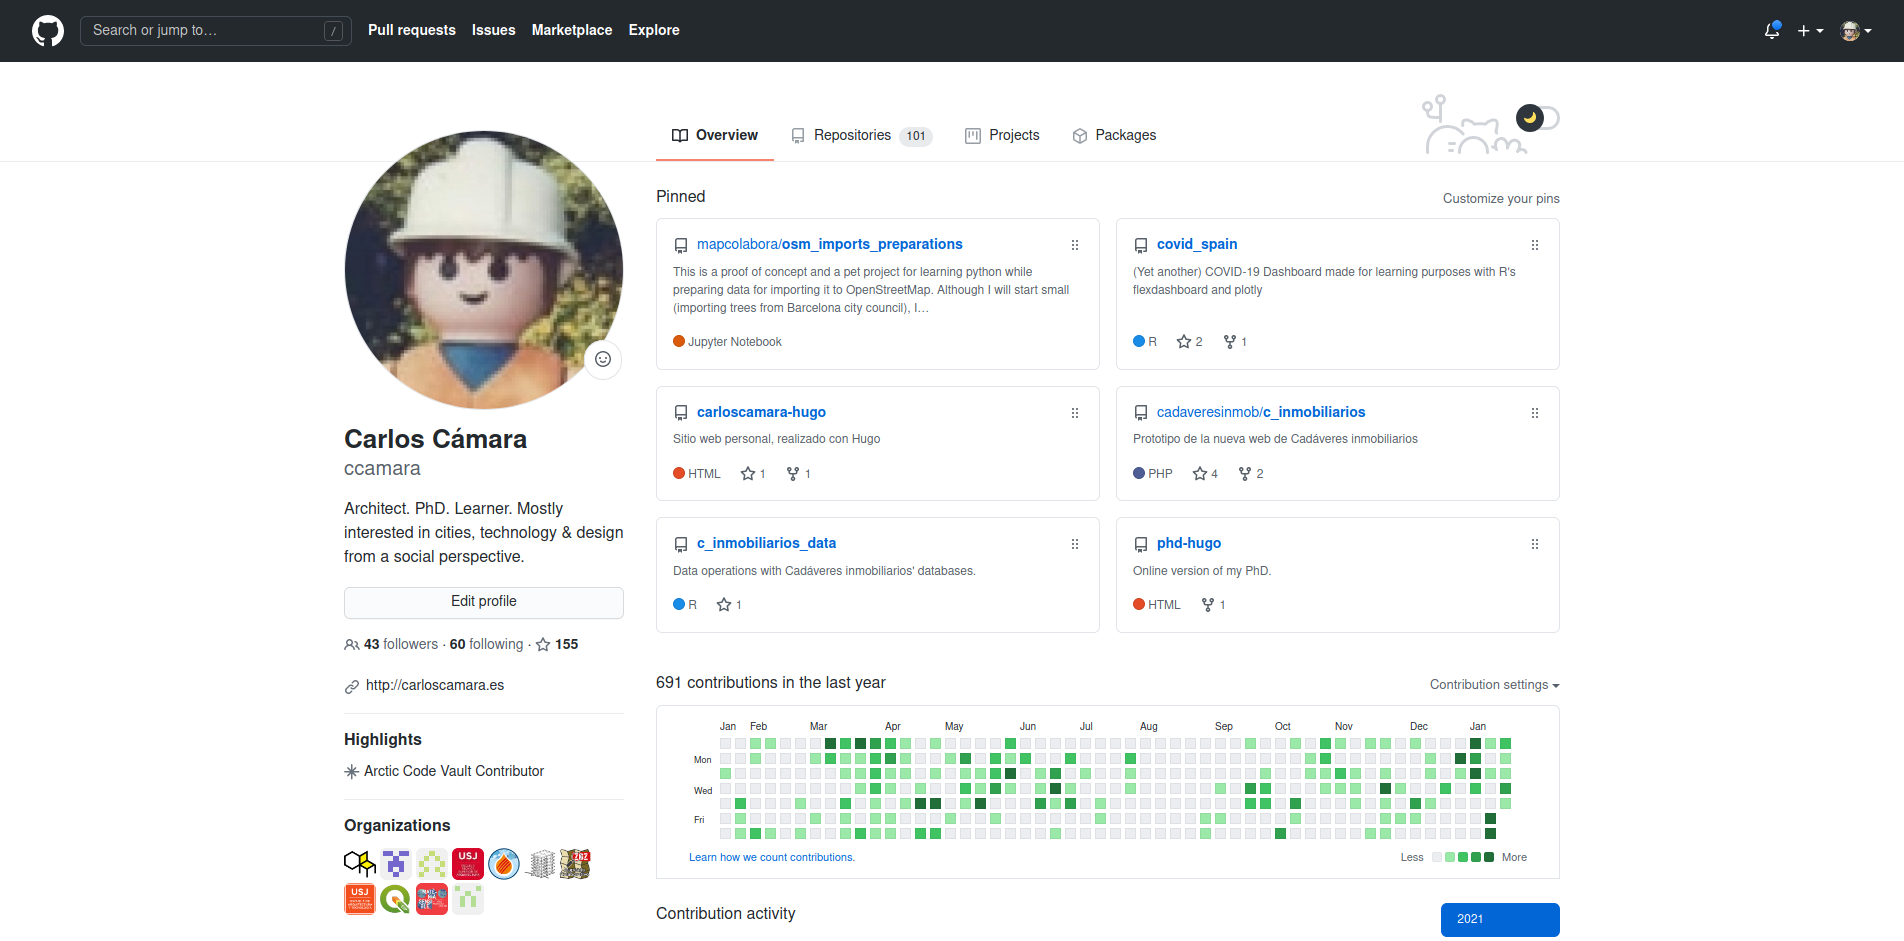 Search or jump to…
/
Pull requests
Issues
Marketplace
Explore
Overview
Repositories 101
Projects
Packages
Carlos Cámara
ccamara
Architect. PhD. Learner. Mostly
interested in cities, technology & design
from a social perspective.
Edit profile
43 followers · 60 following · 155
http://carloscamara.es
Highlights
Arctic Code Vault Contributor
Organizations
USJ
ZGZ
USJ
Pinned
Customize your pins
mapcolabora/osm_imports_preparations
This is a proof of concept and a pet project for learning python while
preparing data for importing it to OpenStreetMap. Although I will start small
(importing trees from Barcelona city council), I…
Jupyter Notebook
covid_spain
(Yet another) COVID-19 Dashboard made for learning purposes with R's
flexdashboard and plotly
R 2 1
carloscamara-hugo
Sitio web personal, realizado con Hugo
HTML 1 1
cadaveresinmob/c_inmobiliarios
Prototipo de la nueva web de Cadáveres inmobiliarios
PHP 4 2
c_inmobiliarios_data
Data operations with Cadáveres inmobiliarios' databases.
R 1
phd-hugo
Online version of my PhD.
HTML 1
691 contributions in the last year
Contribution settings
Jan Feb Mar Apr May Jun Jul Aug Sep Oct Nov Dec Jan
Mon
Wed
Fri
Learn how we count contributions.
Less More
Contribution activity
2021